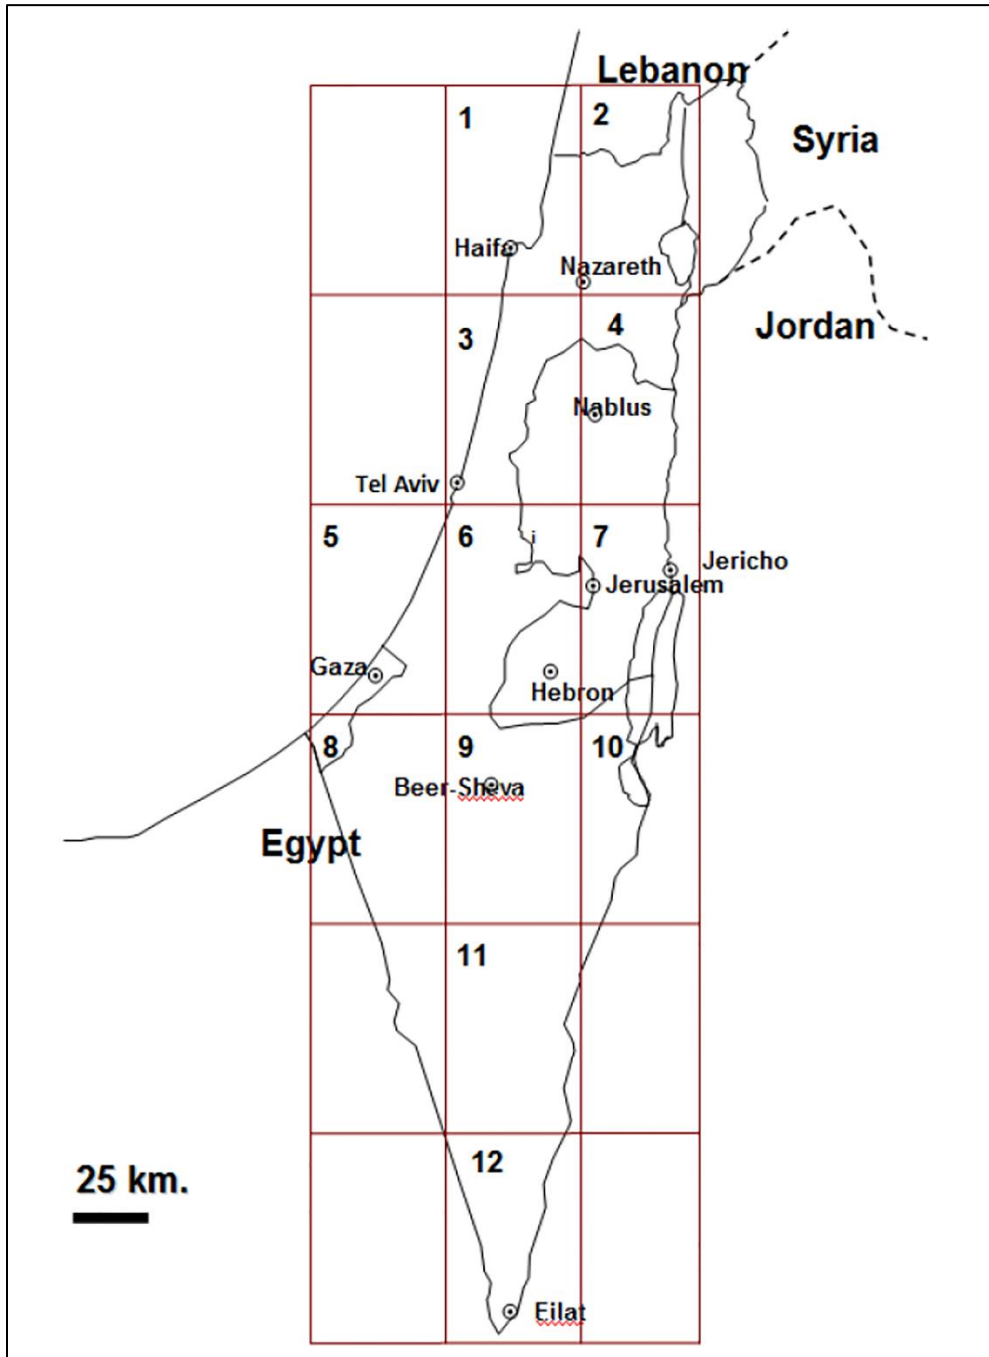 Lebanon
1
2
Syria
Haifa
Nazareth
3
4
Jordan
Nablus
Tel Aviv
5
6
i
7
Jericho
Jerusalem
Gaza
Hebron
8
9
10
Beer-Sheva
Egypt
11
12
25 km.
Eilat